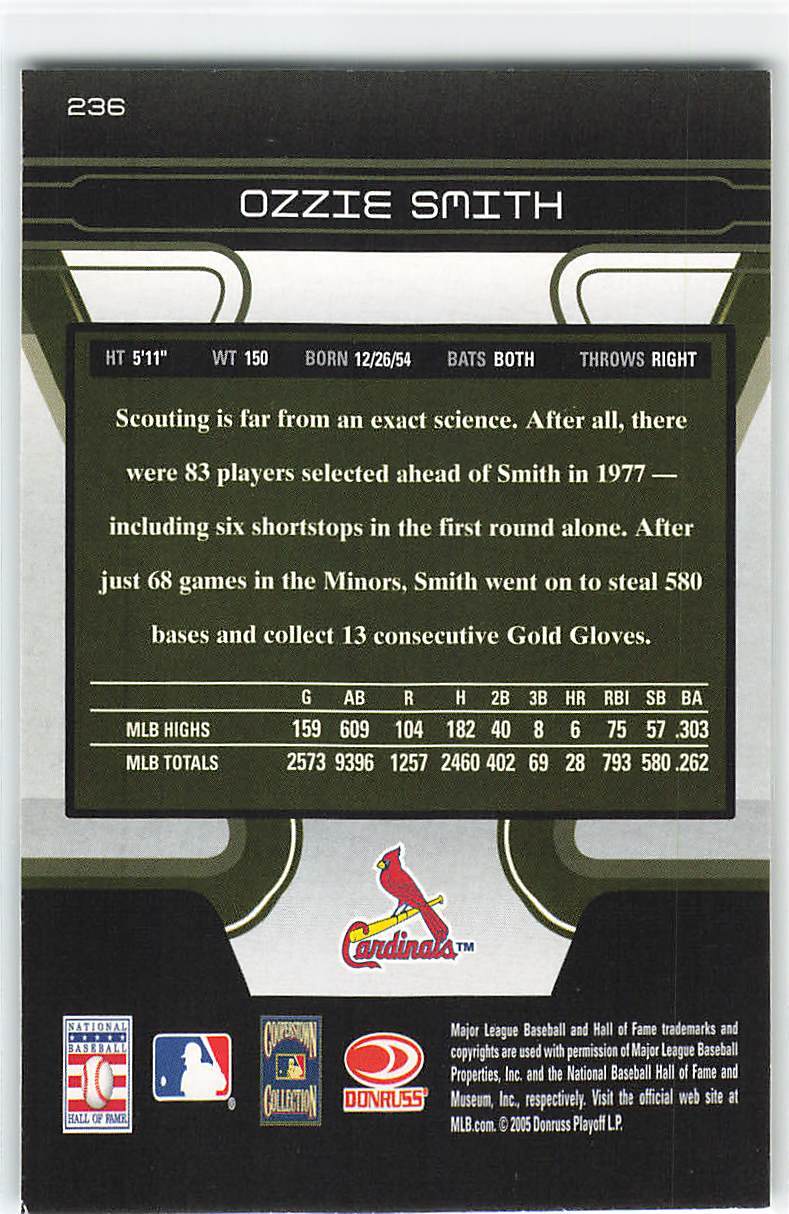 236
OZZIE SMITH
HT 5'11" WT 150 BORN 12/26/54 BATS BOTH THROWS RIGHT
Scouting is far from an exact science. After all, there
were 83 players selected ahead of Smith in 1977 —
including six shortstops in the first round alone. After
just 68 games in the Minors, Smith went on to steal 580
bases and collect 13 consecutive Gold Gloves.
G AB R H 2B 3B HR RBI SB BA
MLB HIGHS 159 609 104 182 40 8 6 75 57 .303
MLB TOTALS 2573 9396 1257 2460 402 69 28 793 580 .262
Cardinals™
NATIONAL
BASEBALL
HALL OF FAME
®
COOPERSTOWN
COLLECTION
DONRUSS®
Major League Baseball and Hall of Fame trademarks and
copyrights are used with permission of Major League Baseball
Properties, Inc. and the National Baseball Hall of Fame and
Museum, Inc., respectively. Visit the official web site at
MLB.com. © 2005 Donruss Playoff L.P.